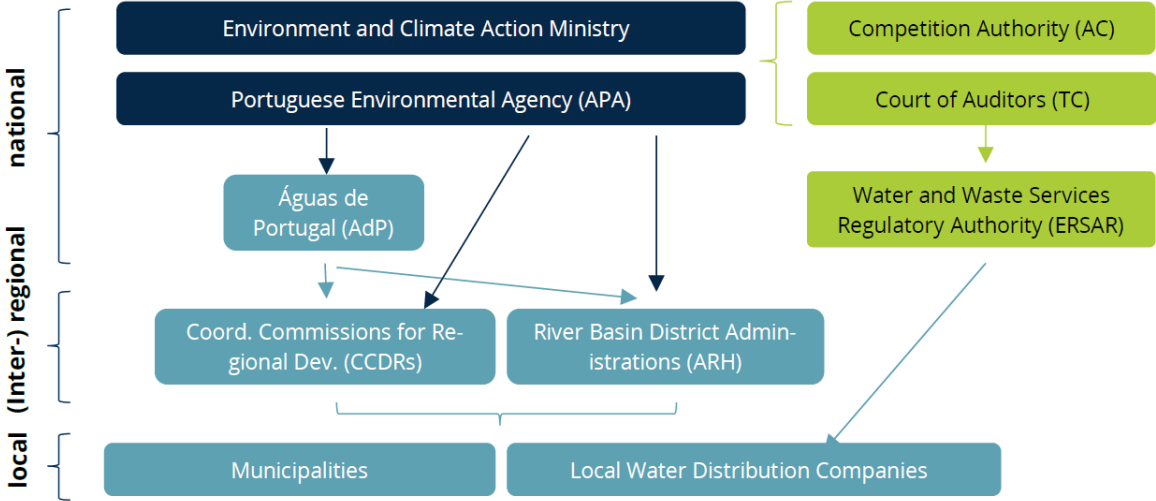 national
Environment and Climate Action Ministry
Portuguese Environmental Agency (APA)
Competition Authority (AC)
Court of Auditors (TC)
Águas de
Portugal (AdP)
Water and Waste Services
Regulatory Authority (ERSAR)
(Inter-) regional
Coord. Commissions for Re-
gional Dev. (CCDRs)
River Basin District Admin-
istrations (ARH)
local
Municipalities
Local Water Distribution Companies